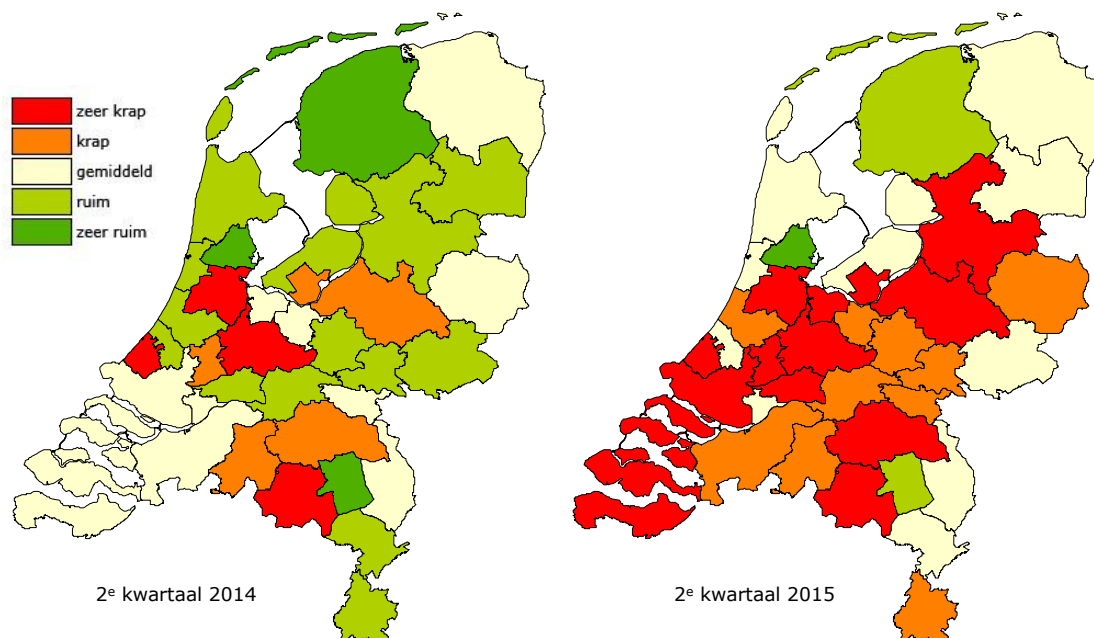 zeer krap
krap
gemiddeld
ruim
zeer ruim
2e kwartaal 2014
2e kwartaal 2015